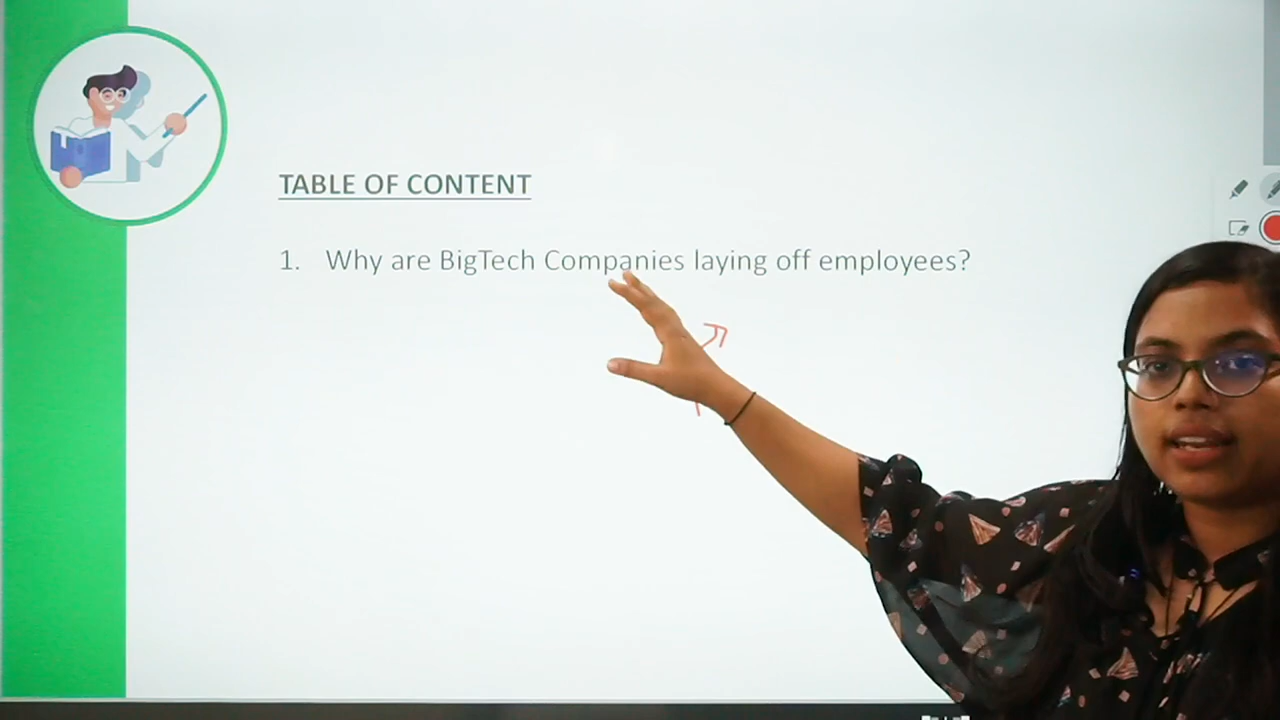 TABLE OF CONTENT
1. Why are BigTech Companies laying off employees?